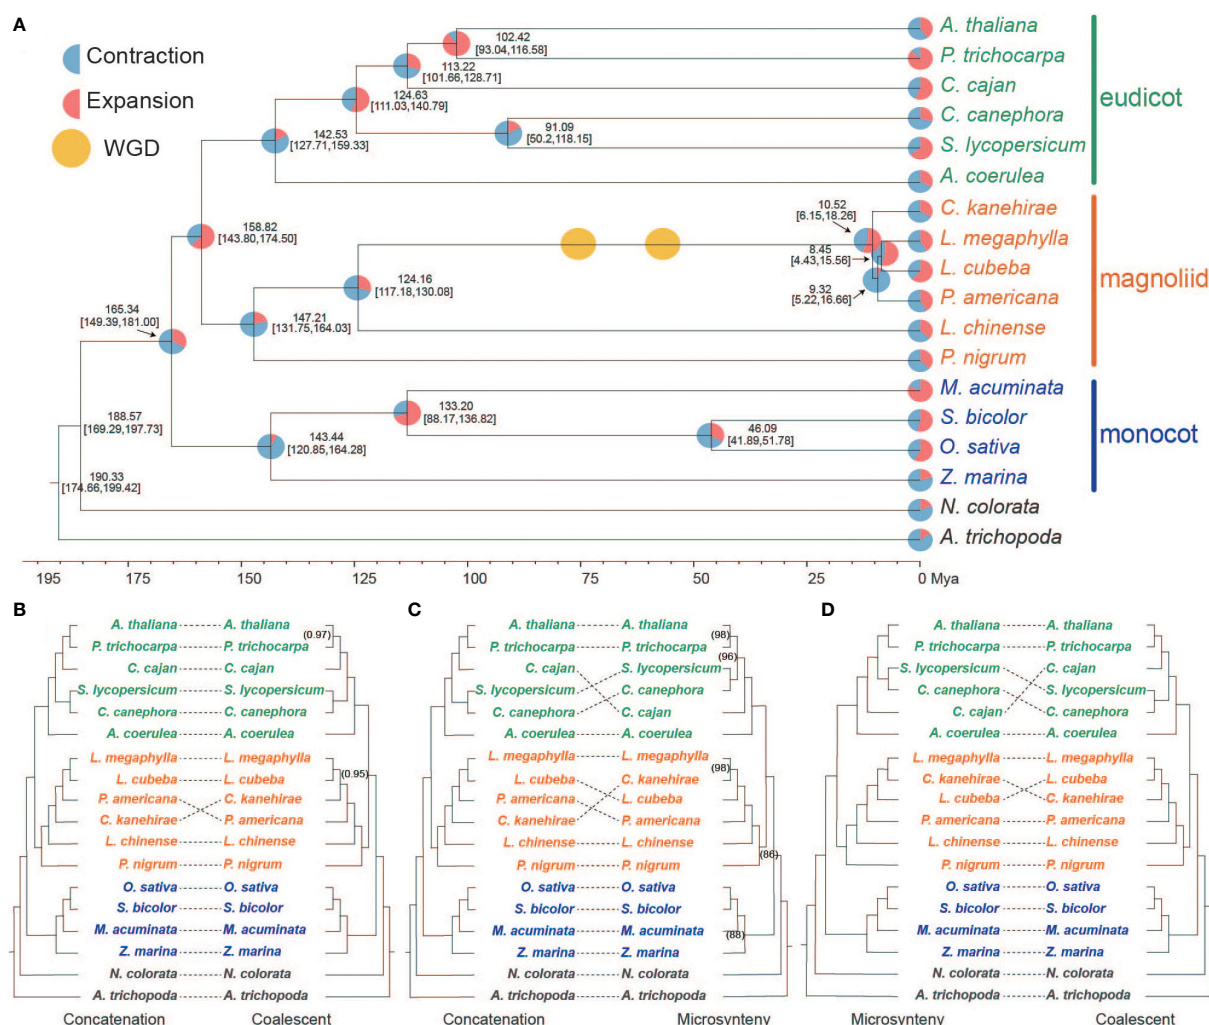 A
Contraction
Expansion
WGD
102.42
[93.04,116.58]
113.22
[101.66,128.71]
124.63
[111.03,140.79]
142.53
[127.71,159.33]
91.09
[50.2,118.15]
158.82
[143.80,174.50]
10.52
[6.15,18.26]
8.45
[4.43,15.56]
9.32
[5.22,16.66]
124.16
[117.18,130.08]
147.21
[131.75,164.03]
165.34
[149.39,181.00]
133.20
[88.17,136.82]
46.09
[41.89,51.78]
143.44
[120.85,164.28]
188.57
[169.29,197.73]
190.33
[174.66,199.42]
A. thaliana
P. trichocarpa
C. cajan
C. canephora
S. lycopersicum
A. coerulea
C. kanehirae
L. megaphylla
L. cubeba
P. americana
L. chinense
P. nigrum
M. acuminata
S. bicolor
O. sativa
Z. marina
N. colorata
A. trichopoda
eudicot
magnoliid
monocot
195 175 150 125 100 75 50 25 0 Mya
B
A. thaliana A. thaliana
(0.97)
P. trichocarpa P. trichocarpa
C. cajan C. cajan
S. lycopersicum S. lycopersicum
C. canephora C. canephora
A. coerulea A. coerulea
L. megaphylla L. megaphylla
(0.95)
L. cubeba L. cubeba
P. americana C. kanehirae
C. kanehirae P. americana
L. chinense L. chinense
P. nigrum P. nigrum
O. sativa O. sativa
S. bicolor S. bicolor
M. acuminata M. acuminata
Z. marina Z. marina
N. colorata N. colorata
A. trichopoda A. trichopoda
Concatenation Coalescent
C
A. thaliana A. thaliana
(98)
P. trichocarpa P. trichocarpa
(96)
C. cajan S. lycopersicum
S. lycopersicum C. canephora
C. canephora C. cajan
A. coerulea A. coerulea
L. megaphylla L. megaphylla
(98)
L. cubeba C. kanehirae
P. americana L. cubeba
C. kanehirae P. americana
L. chinense L. chinense
(86)
P. nigrum P. nigrum
O. sativa O. sativa
S. bicolor S. bicolor
M. acuminata M. acuminata
(88)
Z. marina Z. marina
N. colorata N. colorata
A. trichopoda A. trichopoda
Concatenation Microsynteny
D
A. thaliana A. thaliana
P. trichocarpa P. trichocarpa
S. lycopersicum C. cajan
C. canephora S. lycopersicum
C. cajan C. canephora
A. coerulea A. coerulea
L. megaphylla L. megaphylla
C. kanehirae L. cubeba
L. cubeba C. kanehirae
P. americana P. americana
L. chinense L. chinense
P. nigrum P. nigrum
O. sativa O. sativa
S. bicolor S. bicolor
M. acuminata M. acuminata
Z. marina Z. marina
N. colorata N. colorata
A. trichopoda A. trichopoda
Microsynteny Coalescent